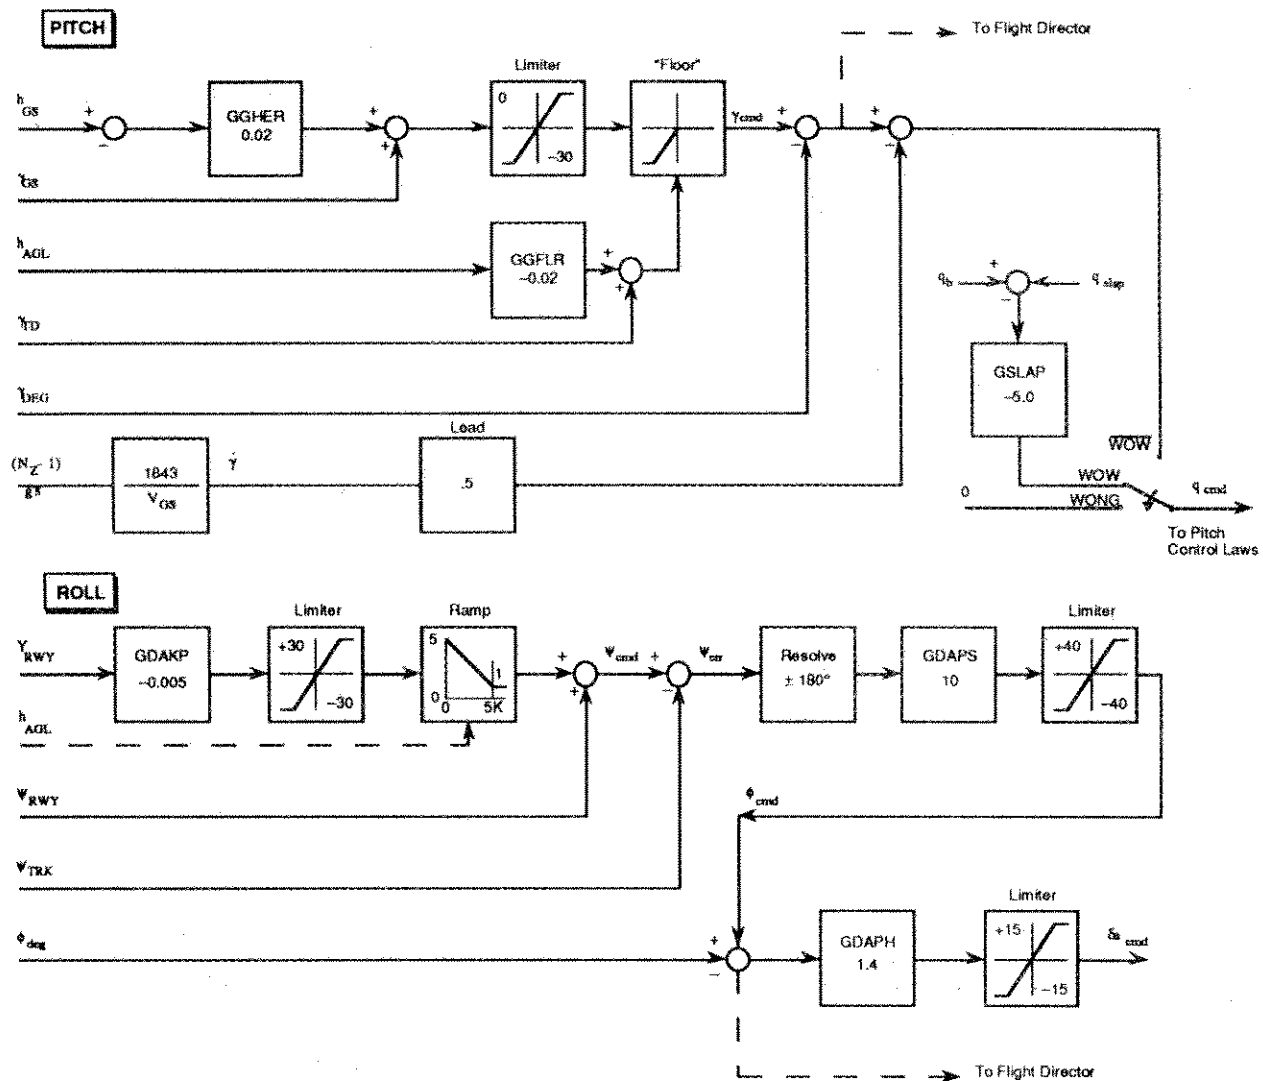 PITCH
To Flight Director
h GS
+
−
GGHER
0.02
+
+
Limiter
0
−30
"Floor"
γcmd
+
−
+
−
γGS
hAGL
GGFLR
−0.02
+
+
γTD
qb
+
−
q slap
GSLAP
−5.0
γDEG
(NZ- 1)
g's
1843
VGS
γ̇
Lead
.5
WOW
WOW
0
WONG
q cmd
To Pitch
Control Laws
ROLL
YRWY
GDAKP
−0.005
Limiter
+30
−30
Ramp
5
1
0
0
5K
+
+
Ψcmd
+
−
Ψerr
Resolve
± 180°
GDAPS
10
Limiter
+40
−40
hAGL
ΨRWY
ϕcmd
ΨTRK
ϕdeg
+
−
GDAPH
1.4
Limiter
+15
−15
δa cmd
To Flight Director